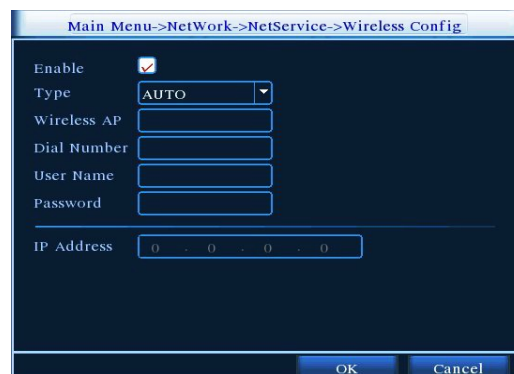 Main Menu->NetWork->NetService->Wireless Config
Enable
Type AUTO
Wireless AP
Dial Number
User Name
Password
IP Address 0 . 0 . 0 . 0
OK Cancel